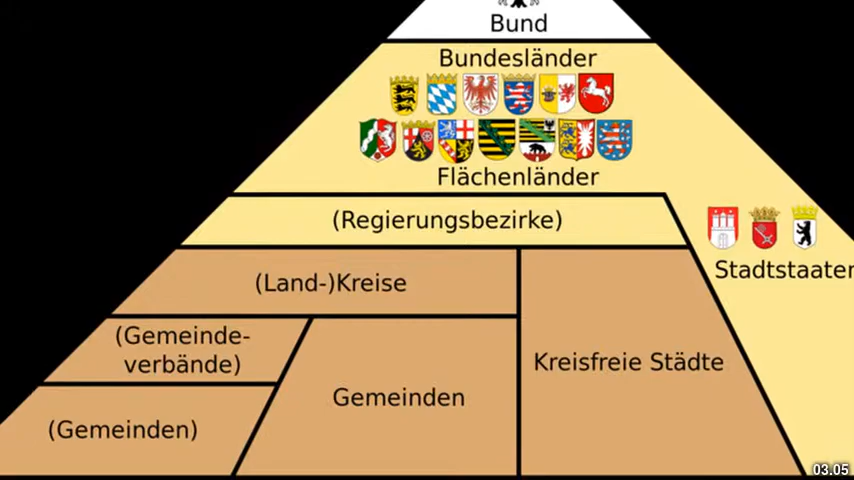 Bund
Bundesländer
Flächenländer
(Regierungsbezirke)
Stadtstaaten
(Land-)Kreise
(Gemeinde-
verbände)
Kreisfreie Städte
Gemeinden
(Gemeinden)
03.05